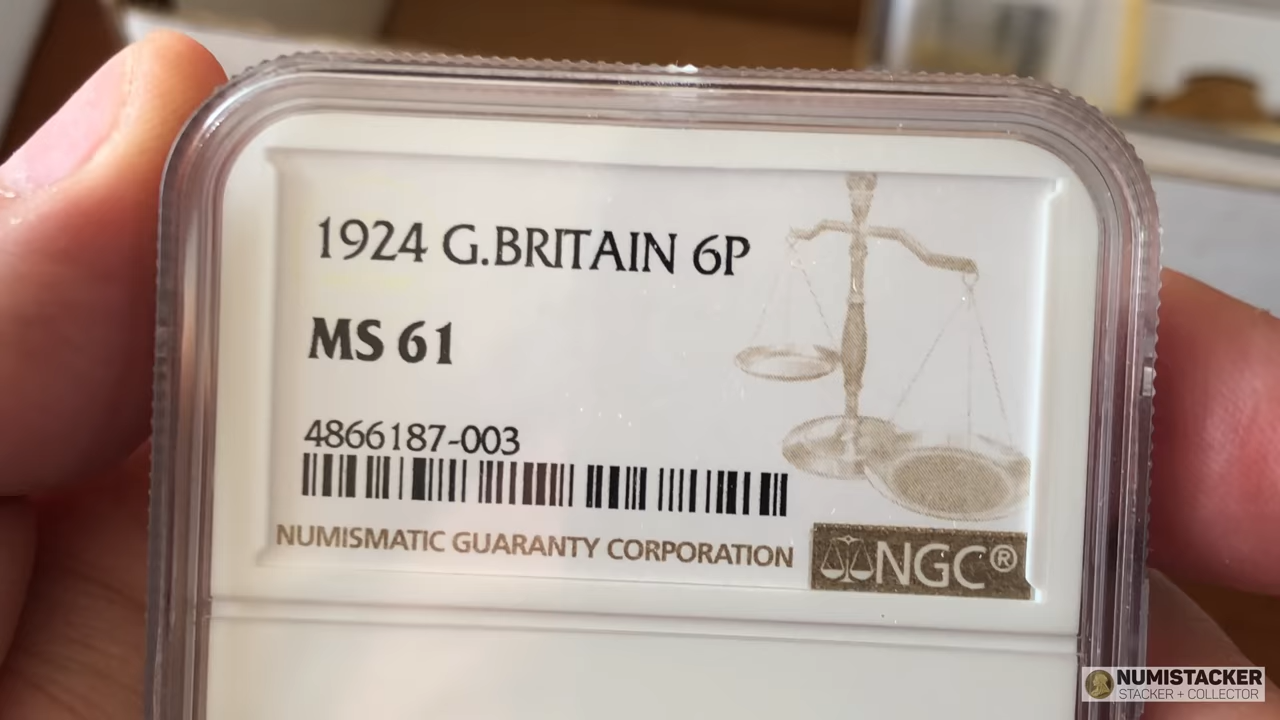 1924 G.BRITAIN 6P
MS 61
4866187-003
NUMISMATIC GUARANTY CORPORATION
NGC®
NUMISTACKER
STACKER + COLLECTOR